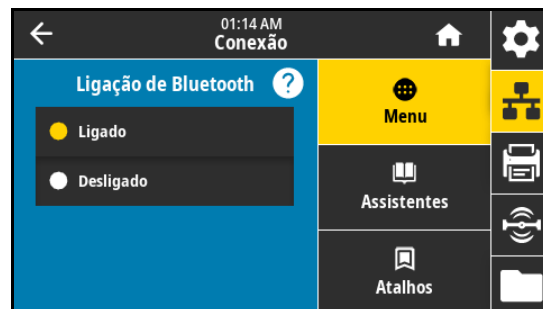 01:14 AM
Conexão
Ligação de Bluetooth ?
Ligado
Desligado
Menu
Assistentes
Atalhos